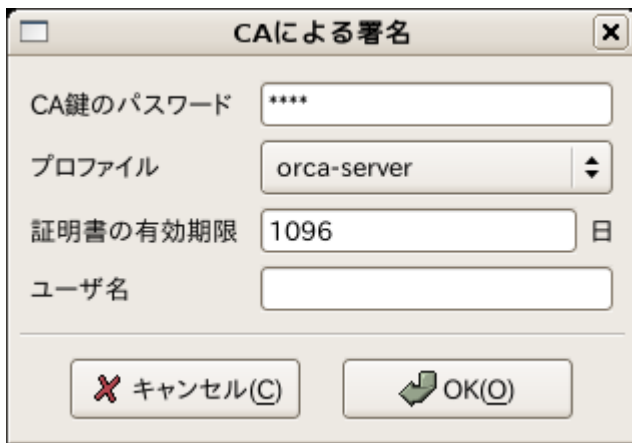 CAによる署名
CA鍵のパスワード ****
プロファイル orca-server
証明書の有効期限 1096 日
ユーザ名
キャンセル(C) OK(O)